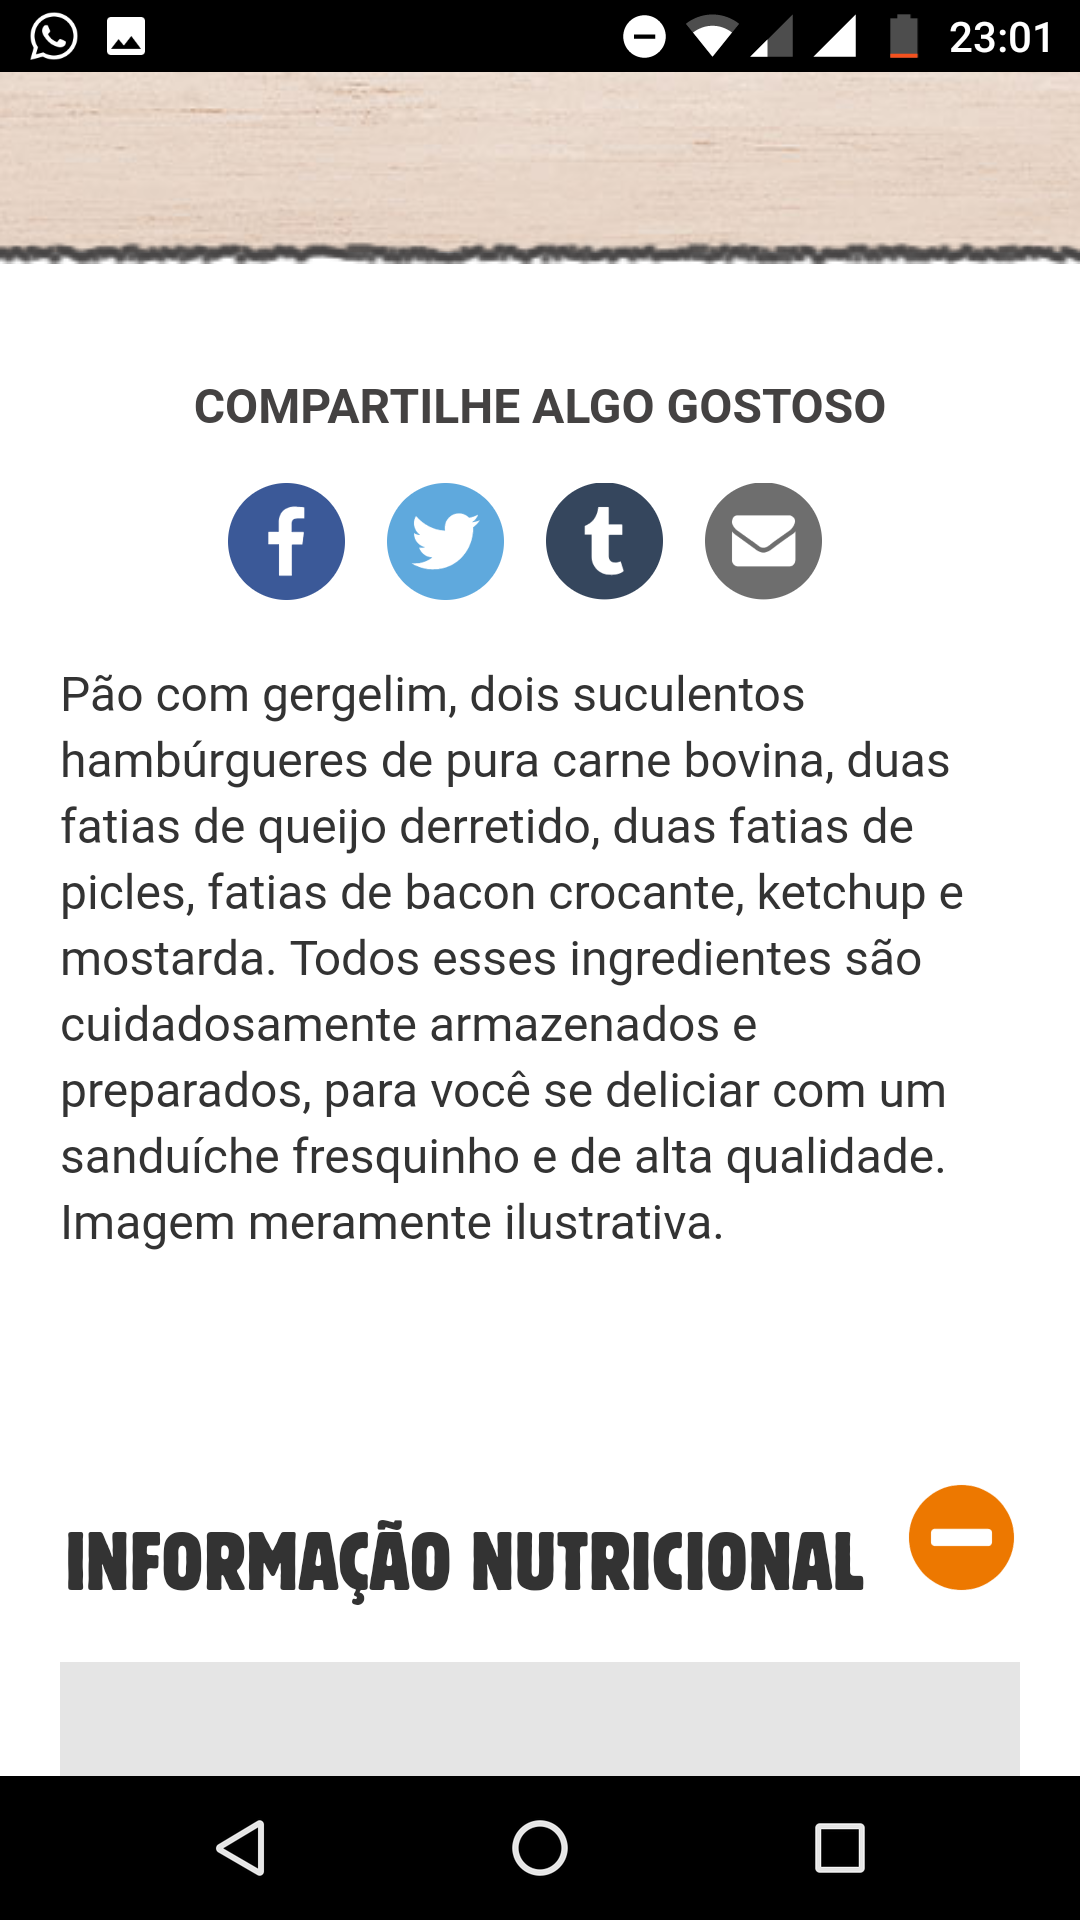 23:01
COMPARTILHE ALGO GOSTOSO
Pão com gergelim, dois suculentos
hambúrgueres de pura carne bovina, duas
fatias de queijo derretido, duas fatias de
picles, fatias de bacon crocante, ketchup e
mostarda. Todos esses ingredientes são
cuidadosamente armazenados e
preparados, para você se deliciar com um
sanduíche fresquinho e de alta qualidade.
Imagem meramente ilustrativa.
INFORMAÇÃO NUTRICIONAL